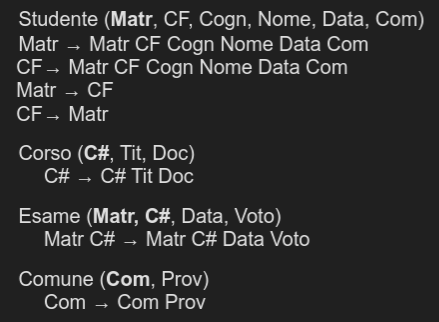 Studente (Matr, CF, Cogn, Nome, Data, Com)
Matr → Matr CF Cogn Nome Data Com
CF→ Matr CF Cogn Nome Data Com
Matr → CF
CF→ Matr
Corso (C#, Tit, Doc)
C# → C# Tit Doc
Esame (Matr, C#, Data, Voto)
Matr C# → Matr C# Data Voto
Comune (Com, Prov)
Com → Com Prov